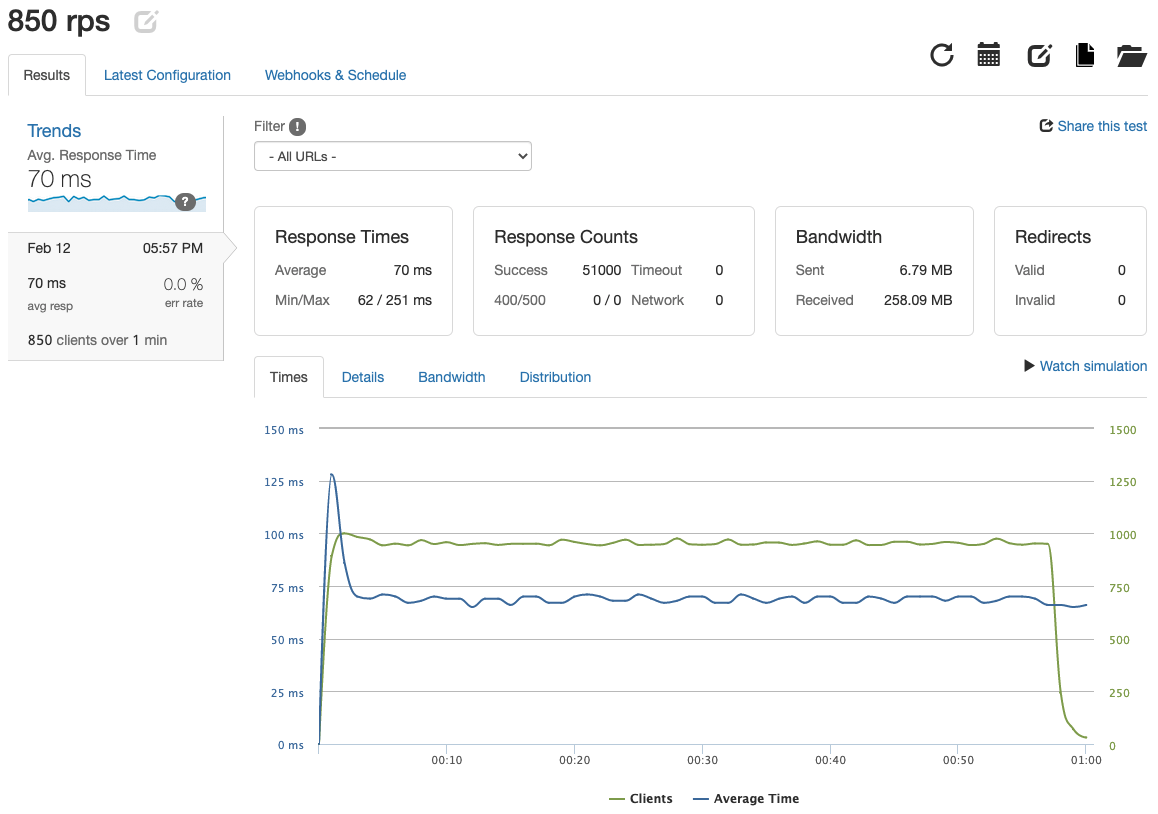 850 rps
Results
Latest Configuration
Webhooks & Schedule
Trends
Avg. Response Time
70 ms
?
Feb 12 05:57 PM
70 ms 0.0 %
avg resp err rate
850 clients over 1 min
Filter !
Share this test
- All URLs -
Response Times
Average 70 ms
Min/Max 62 / 251 ms
Response Counts
Success 51000 Timeout 0
400/500 0 / 0 Network 0
Bandwidth
Sent 6.79 MB
Received 258.09 MB
Redirects
Valid 0
Invalid 0
Times Details Bandwidth Distribution
Watch simulation
150 ms 1500
125 ms 1250
100 ms 1000
75 ms 750
50 ms 500
25 ms 250
0 ms 0
00:10 00:20 00:30 00:40 00:50 01:00
Clients Average Time